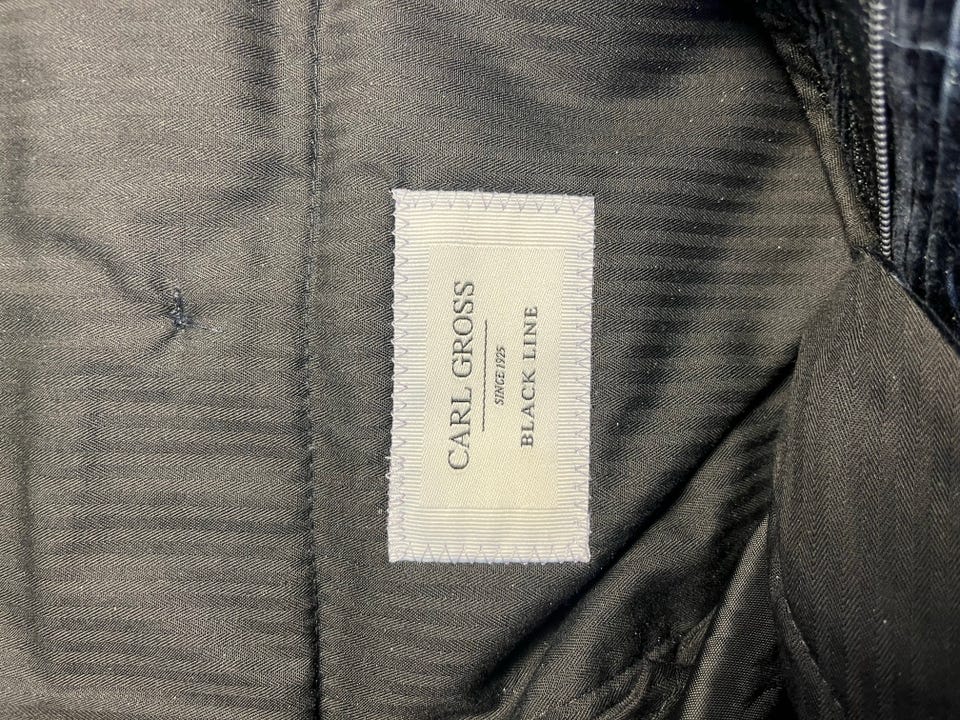 CARL GROSS
SINCE 1925
BLACK LINE